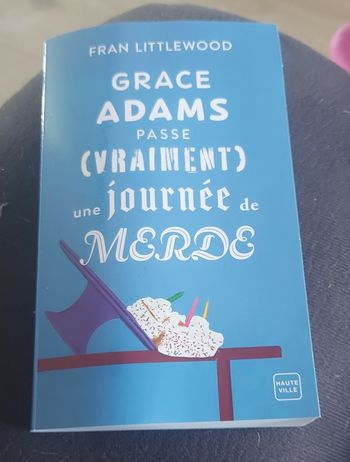 FRAN LITTLEWOOD
GRACE
ADAMS
PASSE
(VRAIMENT)
une journée de
MERDE
HAUTE
VILLE